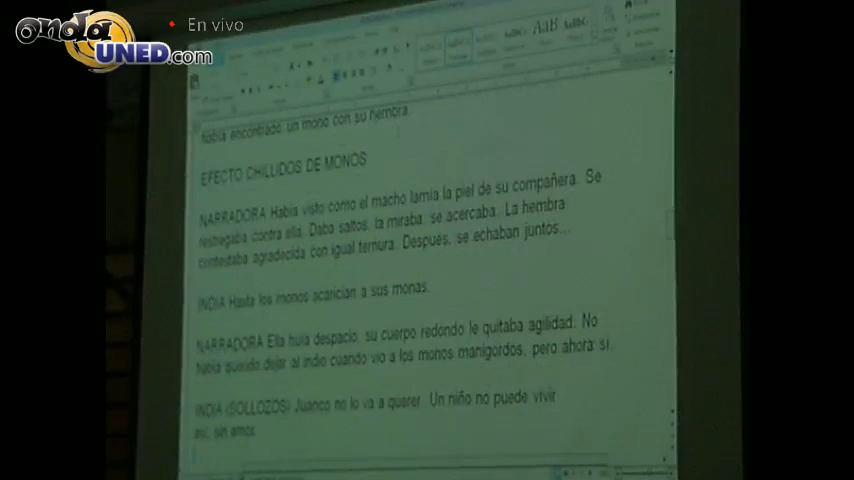 onda
UNED.com
En vivo
había encontrado un mono con su hembra.
EFECTO CHILLIDOS DE MONOS
NARRADORA Había visto como el macho lamía la piel de su compañera. Se
restregaba contra ella. Daba saltos, la miraba, se acercaba. La hembra
contestaba agradecida con igual ternura. Después, se echaban juntos...
INDIA Hasta los monos acarician a sus monas.
NARRADORA Ella huía despacio, su cuerpo redondo le quitaba agilidad. No
había querido dejar al indio cuando vio a los monos manigordos, pero ahora sí.
INDIA (SOLLOZOS) Juanco no lo va a querer. Un niño no puede vivir
así, sin amor.